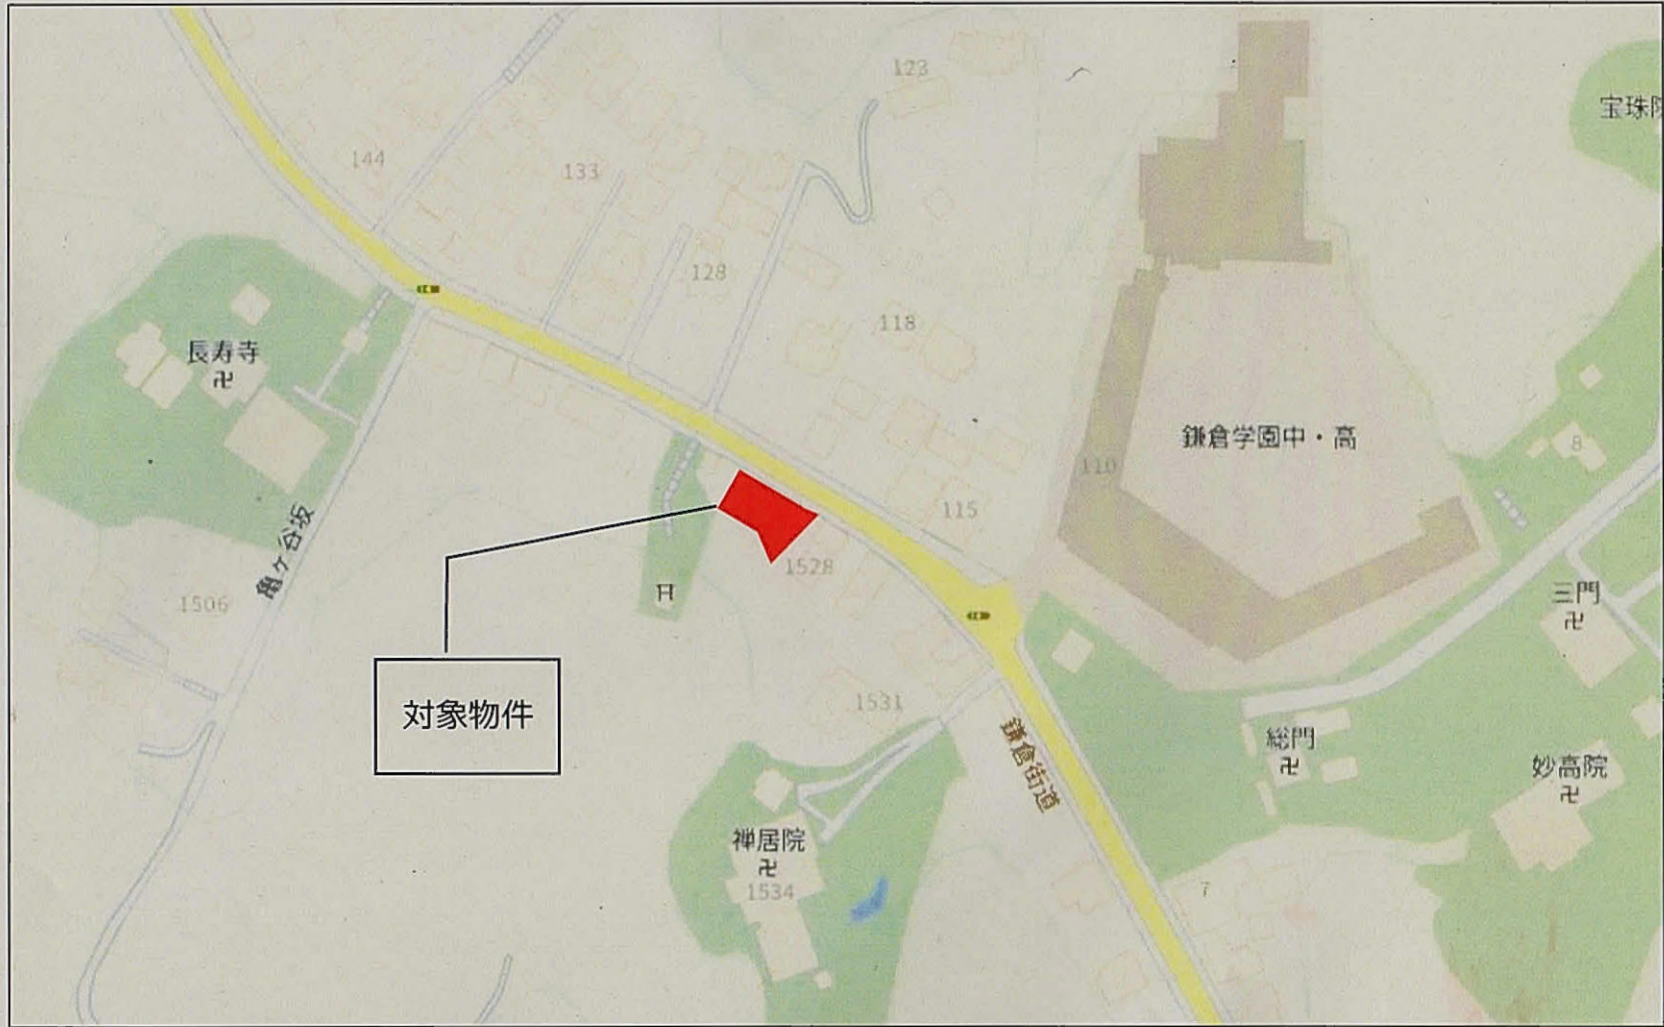 123
宝珠院
144
133
128
118
長寿寺
卍
鎌倉学園中・高
8
110
115
亀ヶ谷坂
1528
三門
卍
1506
対象物件
1531
鎌倉街道
総門
卍
妙高院
卍
禅居院
卍
1534
7